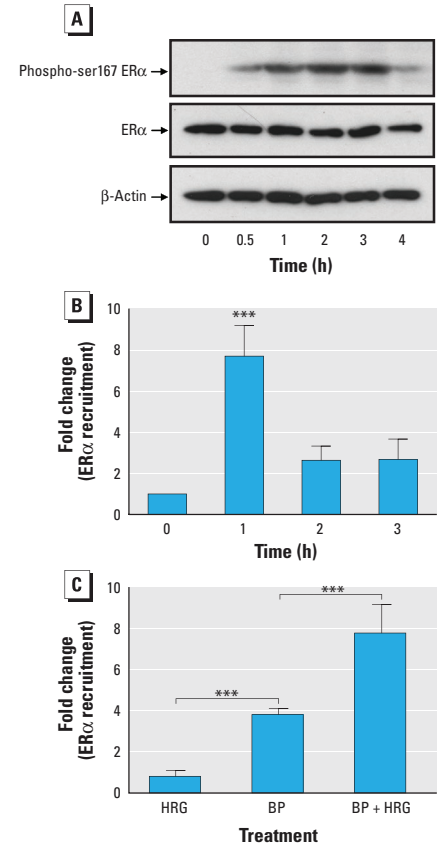 A
Phospho-ser167 ERα
ERα
β-Actin
0 0.5 1 2 3 4
Time (h)
B
Fold change
(ERα recruitment)
10
8
6
4
2
0
***
0 1 2 3
Time (h)
C
Fold change
(ERα recruitment)
10
8
6
4
2
0
***
***
HRG BP BP + HRG
Treatment